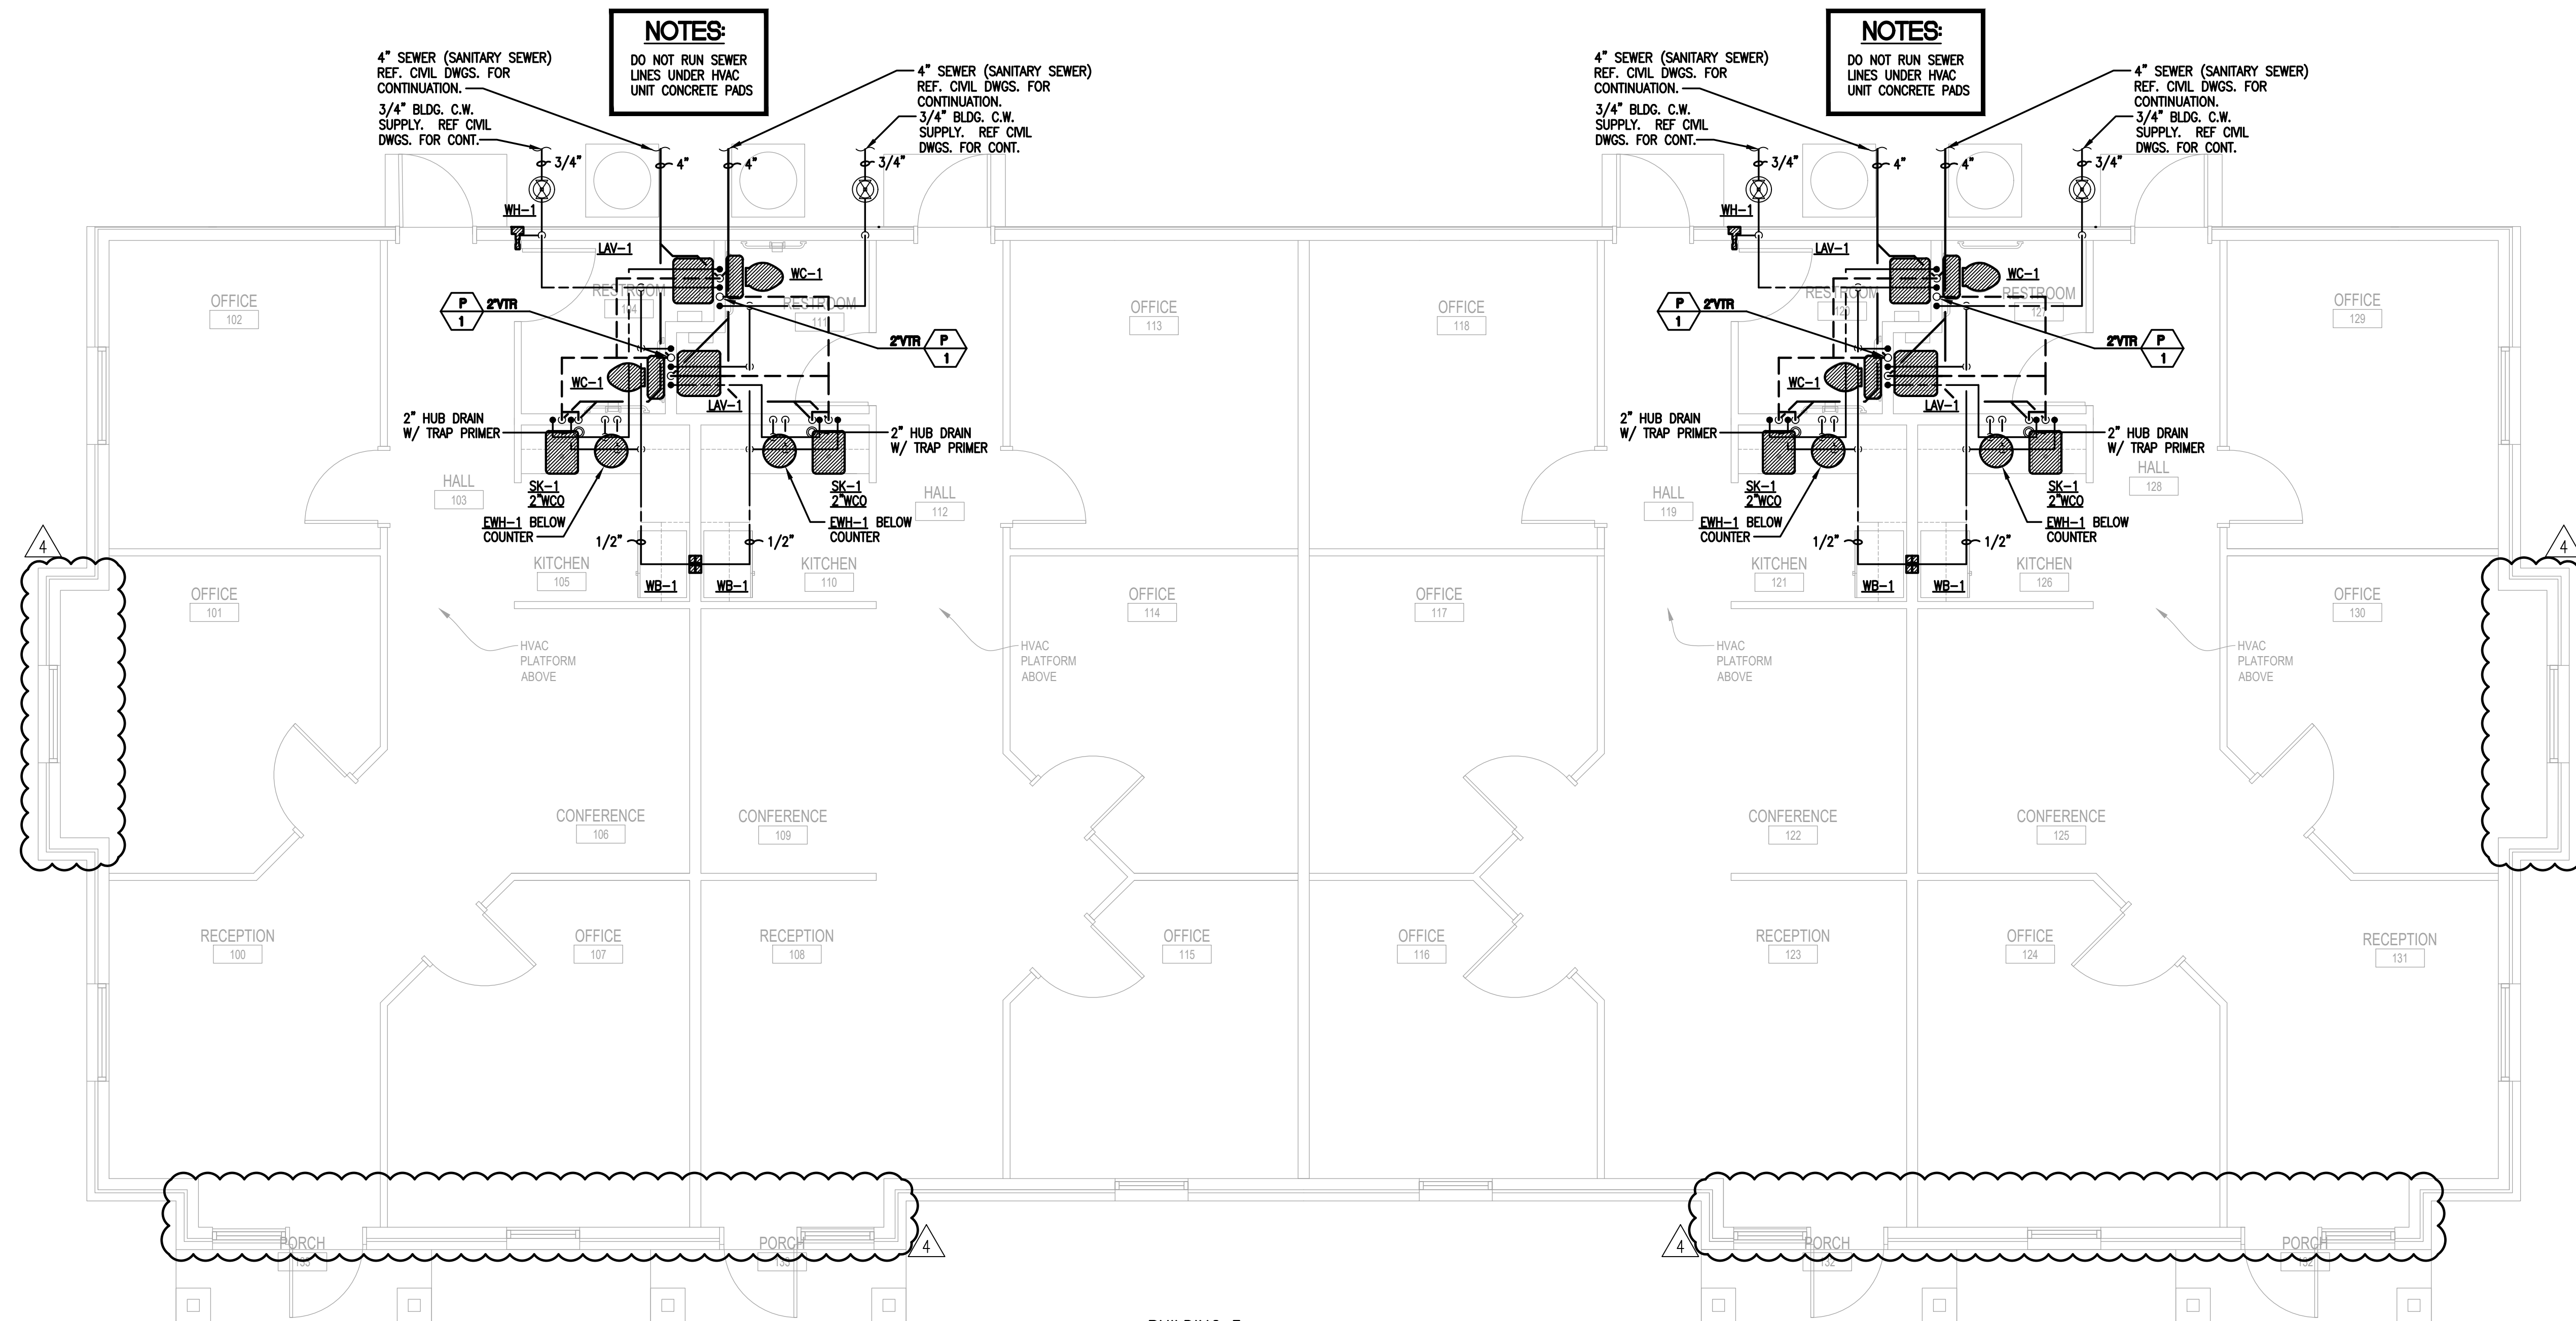 NOTES:
DO NOT RUN SEWER
LINES UNDER HVAC
UNIT CONCRETE PADS
4" SEWER (SANITARY SEWER)
REF. CIVIL DWGS. FOR
CONTINUATION.
3/4" BLDG. C.W.
SUPPLY. REF CIVIL
DWGS. FOR CONT.
4" SEWER (SANITARY SEWER)
REF. CIVIL DWGS. FOR
CONTINUATION.
3/4" BLDG. C.W.
SUPPLY. REF CIVIL
DWGS. FOR CONT.
3/4"
4"
4"
3/4"
WH-1
LAV-1
WC-1
RESTROOM
104
RESTROOM
111
P
1
2"VTR
2"VTR
P
1
WC-1
LAV-1
2" HUB DRAIN
W/ TRAP PRIMER
2" HUB DRAIN
W/ TRAP PRIMER
SK-1
2"WCO
SK-1
2"WCO
EWH-1 BELOW
COUNTER
EWH-1 BELOW
COUNTER
1/2"
1/2"
WB-1
WB-1
OFFICE
102
HALL
103
HALL
112
KITCHEN
105
KITCHEN
110
OFFICE
113
OFFICE
118
4
OFFICE
101
HVAC
PLATFORM
ABOVE
HVAC
PLATFORM
ABOVE
OFFICE
114
OFFICE
117
CONFERENCE
106
CONFERENCE
109
RECEPTION
100
OFFICE
107
RECEPTION
108
OFFICE
115
OFFICE
116
PORCH
133
PORCH
133
4
NOTES:
DO NOT RUN SEWER
LINES UNDER HVAC
UNIT CONCRETE PADS
4" SEWER (SANITARY SEWER)
REF. CIVIL DWGS. FOR
CONTINUATION.
3/4" BLDG. C.W.
SUPPLY. REF CIVIL
DWGS. FOR CONT.
4" SEWER (SANITARY SEWER)
REF. CIVIL DWGS. FOR
CONTINUATION.
3/4" BLDG. C.W.
SUPPLY. REF CIVIL
DWGS. FOR CONT.
3/4"
4"
4"
3/4"
WH-1
LAV-1
WC-1
RESTROOM
120
RESTROOM
127
P
1
2"VTR
2"VTR
P
1
WC-1
LAV-1
2" HUB DRAIN
W/ TRAP PRIMER
2" HUB DRAIN
W/ TRAP PRIMER
SK-1
2"WCO
SK-1
2"WCO
EWH-1 BELOW
COUNTER
EWH-1 BELOW
COUNTER
1/2"
1/2"
WB-1
WB-1
HALL
119
HALL
128
KITCHEN
121
KITCHEN
126
OFFICE
129
4
OFFICE
130
HVAC
PLATFORM
ABOVE
HVAC
PLATFORM
ABOVE
CONFERENCE
122
CONFERENCE
125
RECEPTION
123
OFFICE
124
RECEPTION
131
4
PORCH
132
PORCH
132